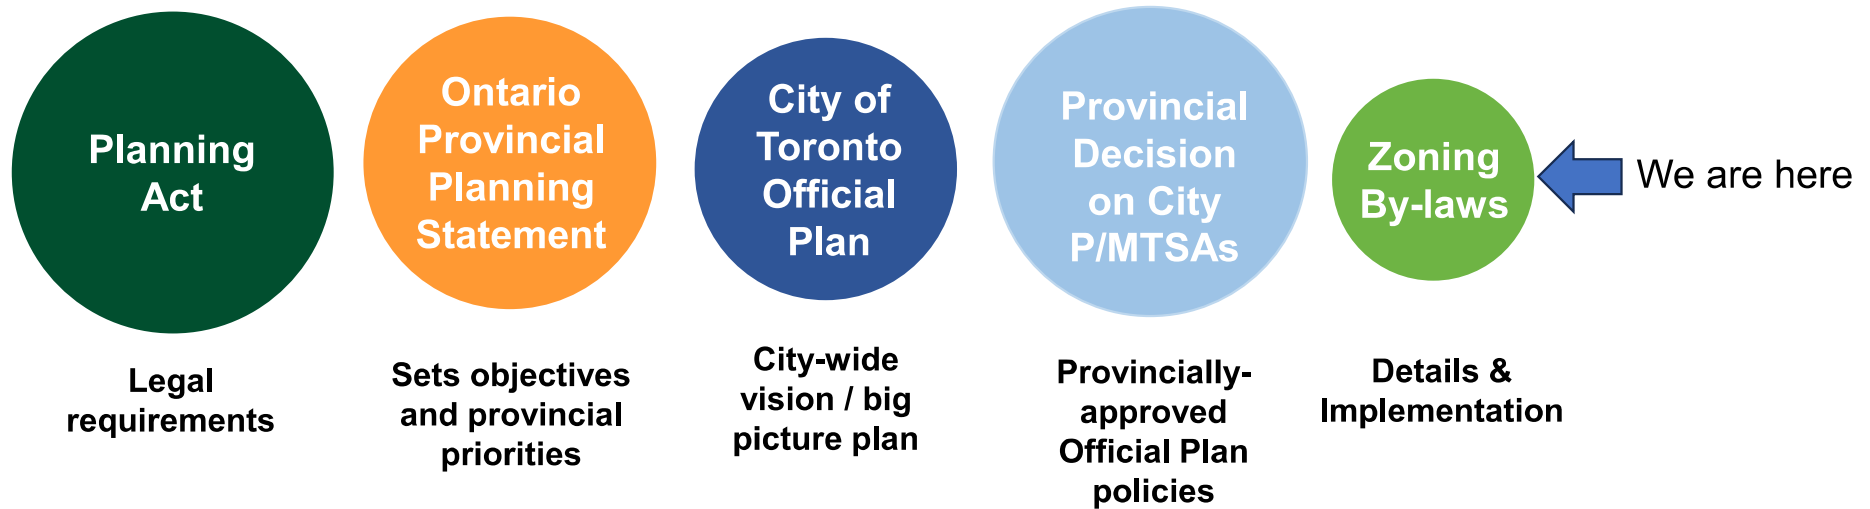 Planning
Act
Ontario
Provincial
Planning
Statement
City of
Toronto
Official
Plan
Provincial
Decision
on City
P/MTSAs
Zoning
By-laws
We are here
Legal
requirements
Sets objectives
and provincial
priorities
City-wide
vision / big
picture plan
Provincially-
approved
Official Plan
policies
Details &
Implementation